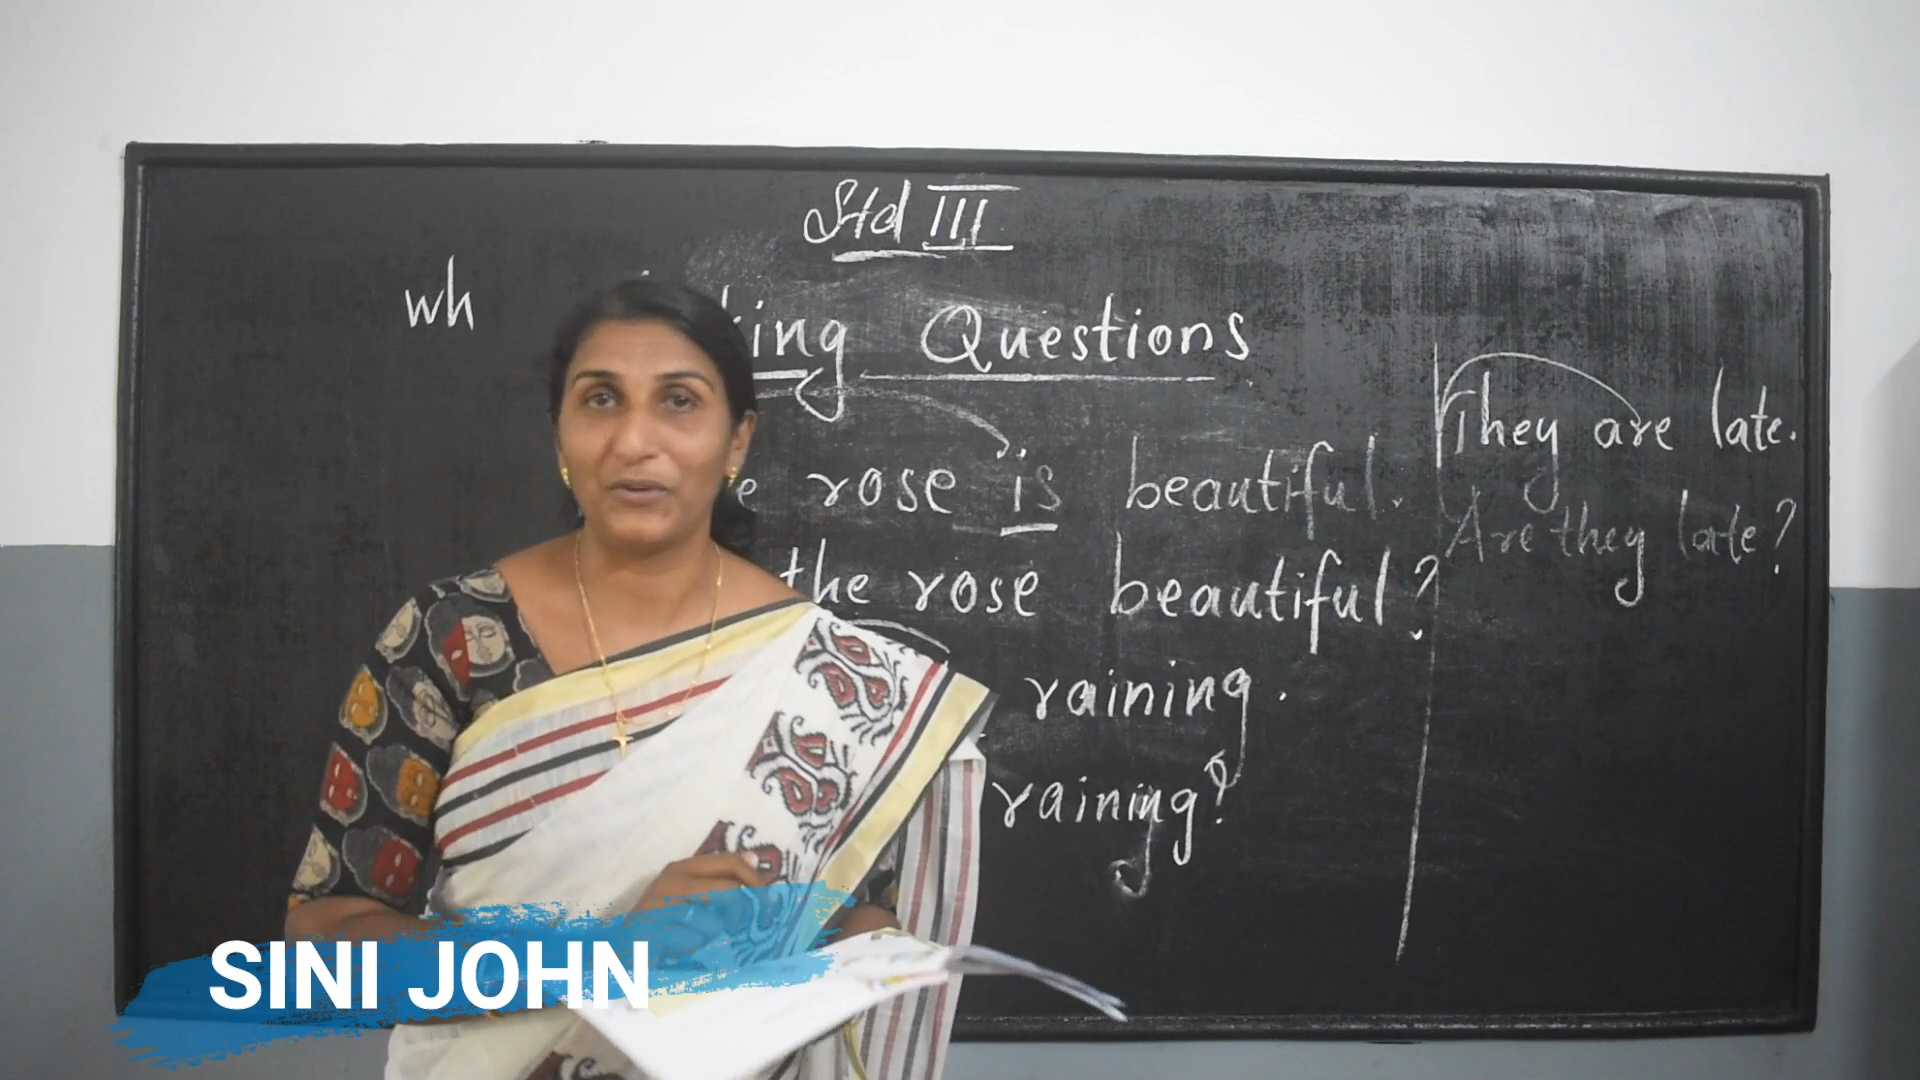 Std III
wh
ing Questions
rose is beautiful.
the rose beautiful?
raining.
raining?
They are late.
Are they late?
SINI JOHN